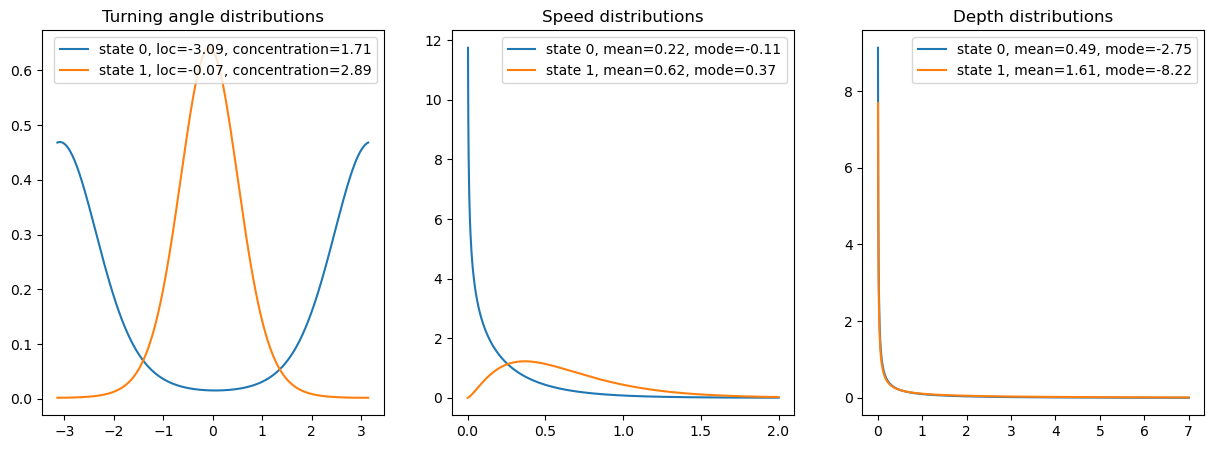 Turning angle distributions
state 0, loc=-3.09, concentration=1.71
state 1, loc=-0.07, concentration=2.89
0.6
0.5
0.4
0.3
0.2
0.1
0.0
−3 −2 −1 0 1 2 3
Speed distributions
state 0, mean=0.22, mode=-0.11
state 1, mean=0.62, mode=0.37
12
10
8
6
4
2
0
0.0 0.5 1.0 1.5 2.0
Depth distributions
state 0, mean=0.49, mode=-2.75
state 1, mean=1.61, mode=-8.22
8
6
4
2
0
0 1 2 3 4 5 6 7